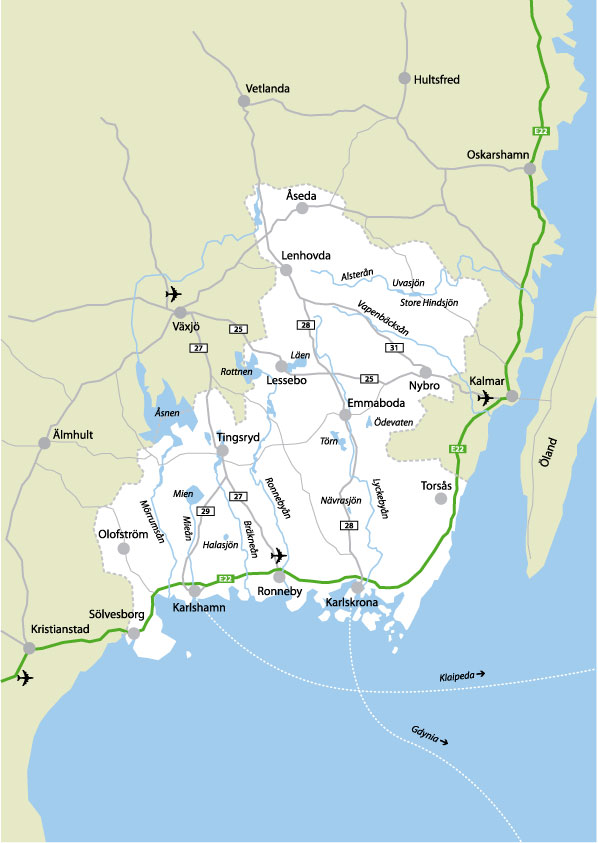 Vetlanda
Hultsfred
E22
Oskarshamn
Åseda
Lenhovda
Alsterån
Uvasjön
Store Hindsjön
Vapenbäcksån
Växjö
25
28
27
31
Läen
Rottnen
Lessebo
25
Nybro
Kalmar
Åsnen
Emmaboda
Ödevaten
Älmhult
Tingsryd
Törn
E22
Öland
Mörrumsån
Mien
Mieån
29
27
Bräkneån
Ronnebyån
Nävrasjön
Lyckebyån
Torsås
28
Olofström
Halasjön
E22
Sölvesborg
Karlshamn
Ronneby
Karlskrona
Kristianstad
Klaipeda
Gdynia